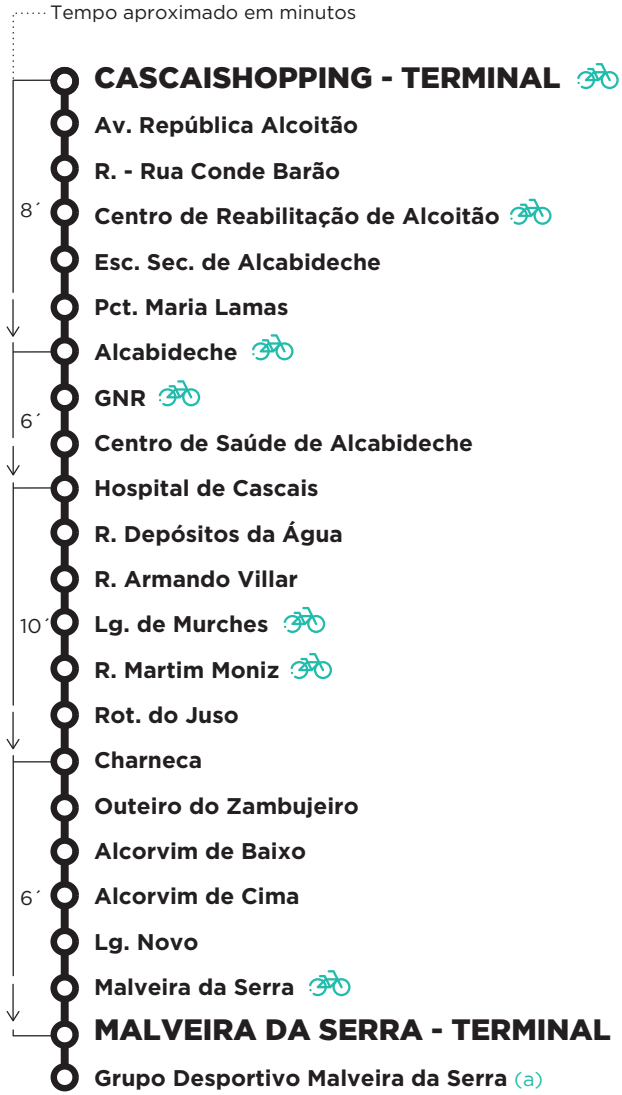 Tempo aproximado em minutos
CASCAISHOPPING - TERMINAL
Av. República Alcoitão
R. - Rua Conde Barão
8´
Centro de Reabilitação de Alcoitão
Esc. Sec. de Alcabideche
Pct. Maria Lamas
Alcabideche
GNR
6´
Centro de Saúde de Alcabideche
Hospital de Cascais
R. Depósitos da Água
R. Armando Villar
10´
Lg. de Murches
R. Martim Moniz
Rot. do Juso
Charneca
Outeiro do Zambujeiro
Alcorvim de Baixo
6´
Alcorvim de Cima
Lg. Novo
Malveira da Serra
MALVEIRA DA SERRA - TERMINAL
Grupo Desportivo Malveira da Serra (a)